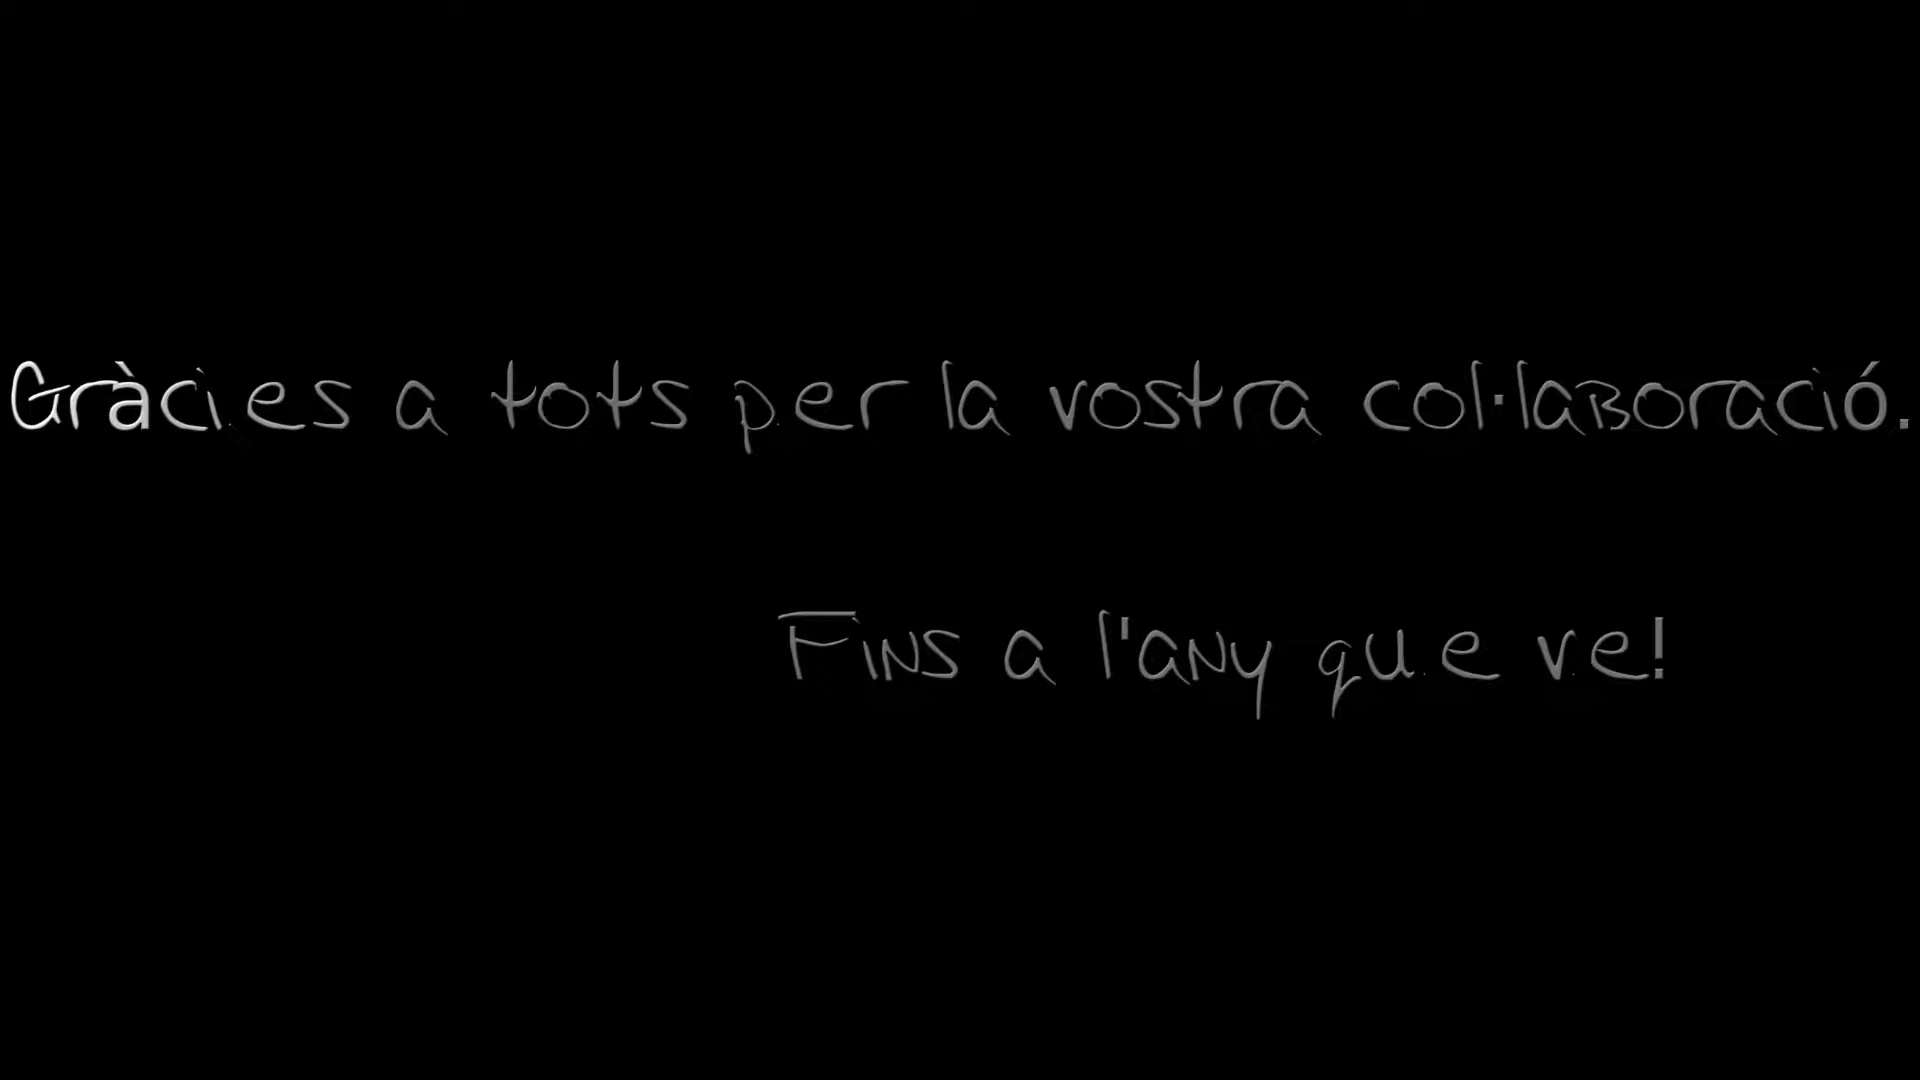 Gràcies a tots per la vostra col·laboració.
Fins a l'any que ve!